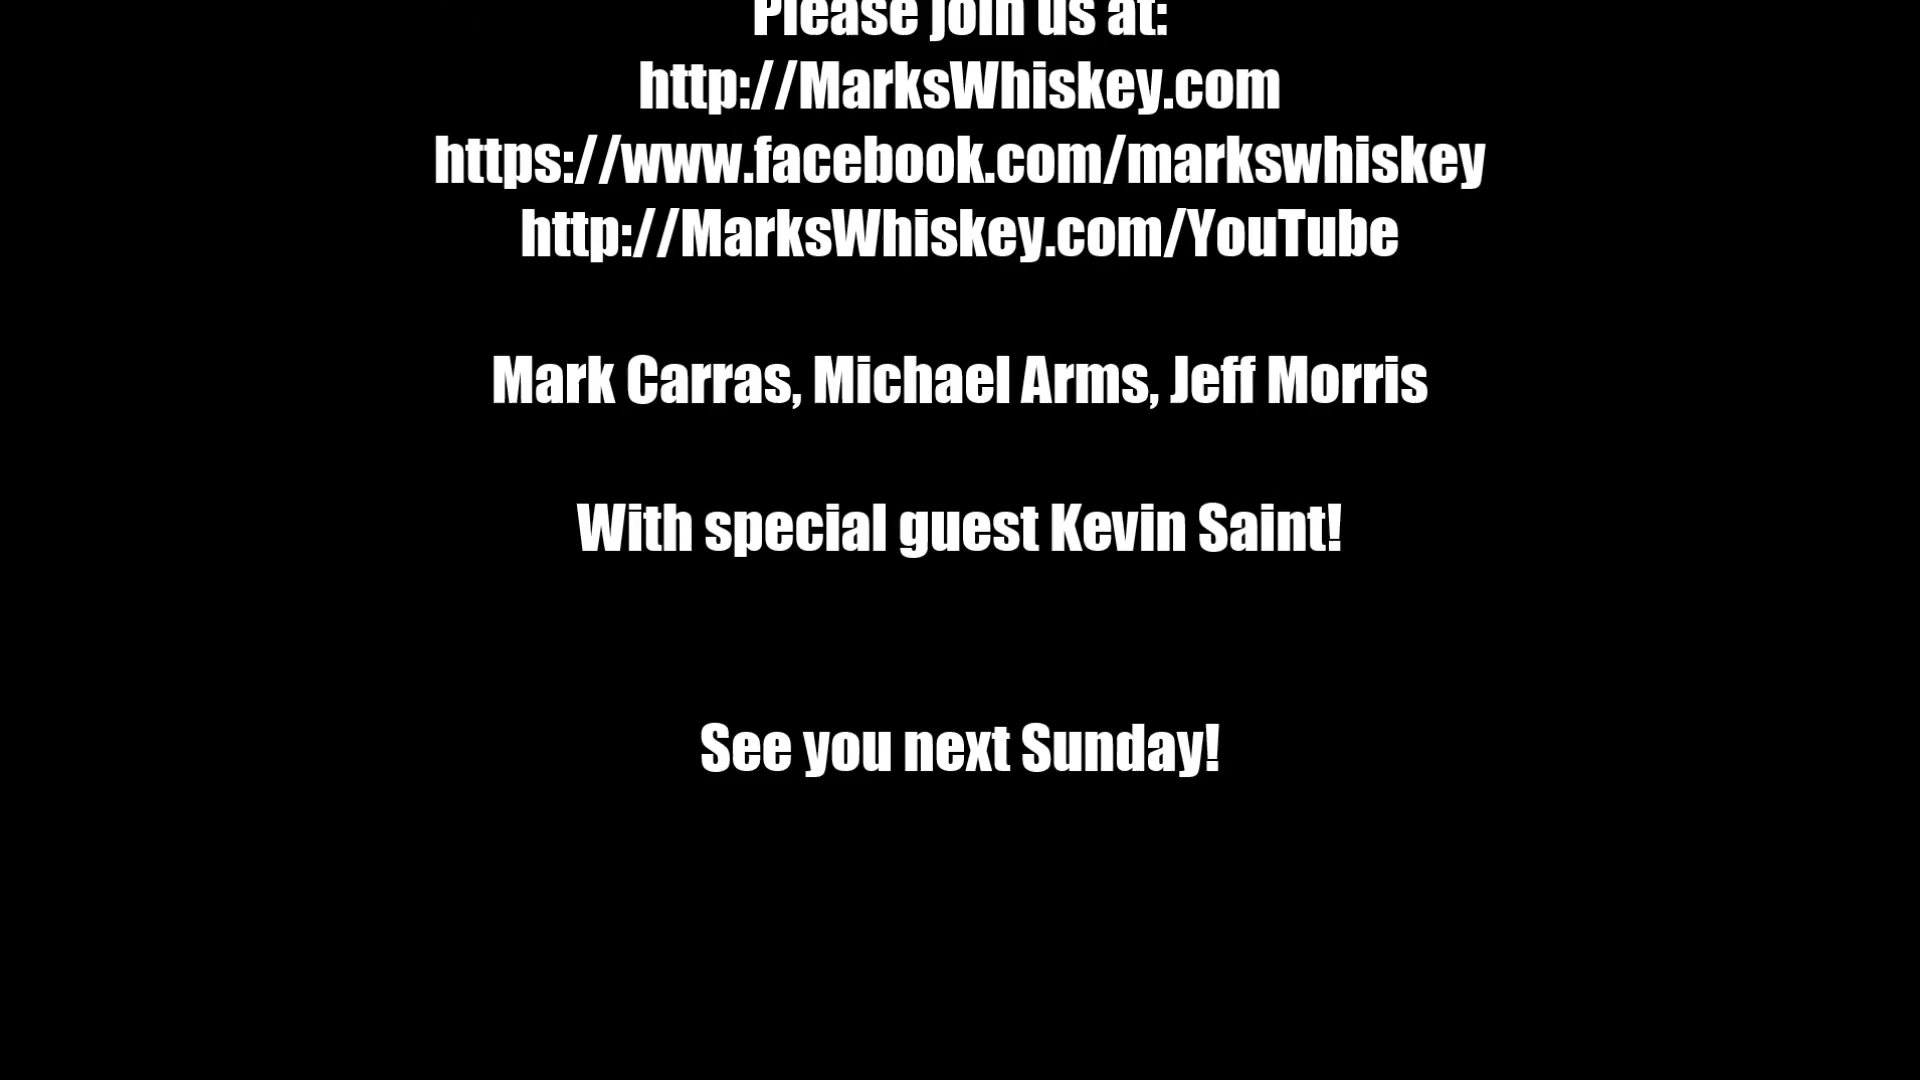 Please join us at:
http://MarksWhiskey.com
https://www.facebook.com/markswhiskey
http://MarksWhiskey.com/YouTube
Mark Carras, Michael Arms, Jeff Morris
With special guest Kevin Saint!
See you next Sunday!